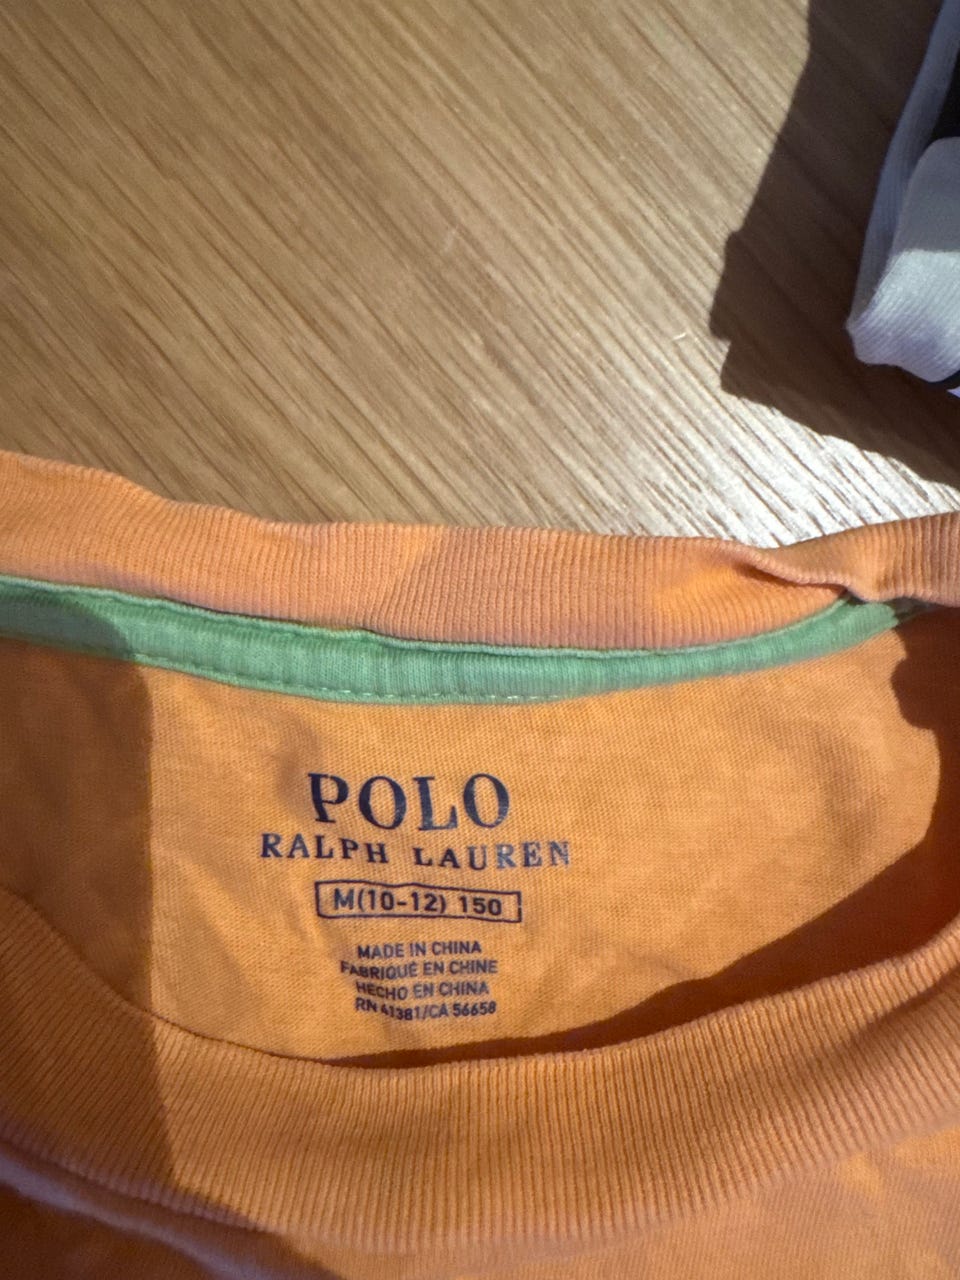 POLO
RALPH LAUREN
M(10-12) 150
MADE IN CHINA
FABRIQUÉ EN CHINE
HECHO EN CHINA
RN 41381/CA 56658